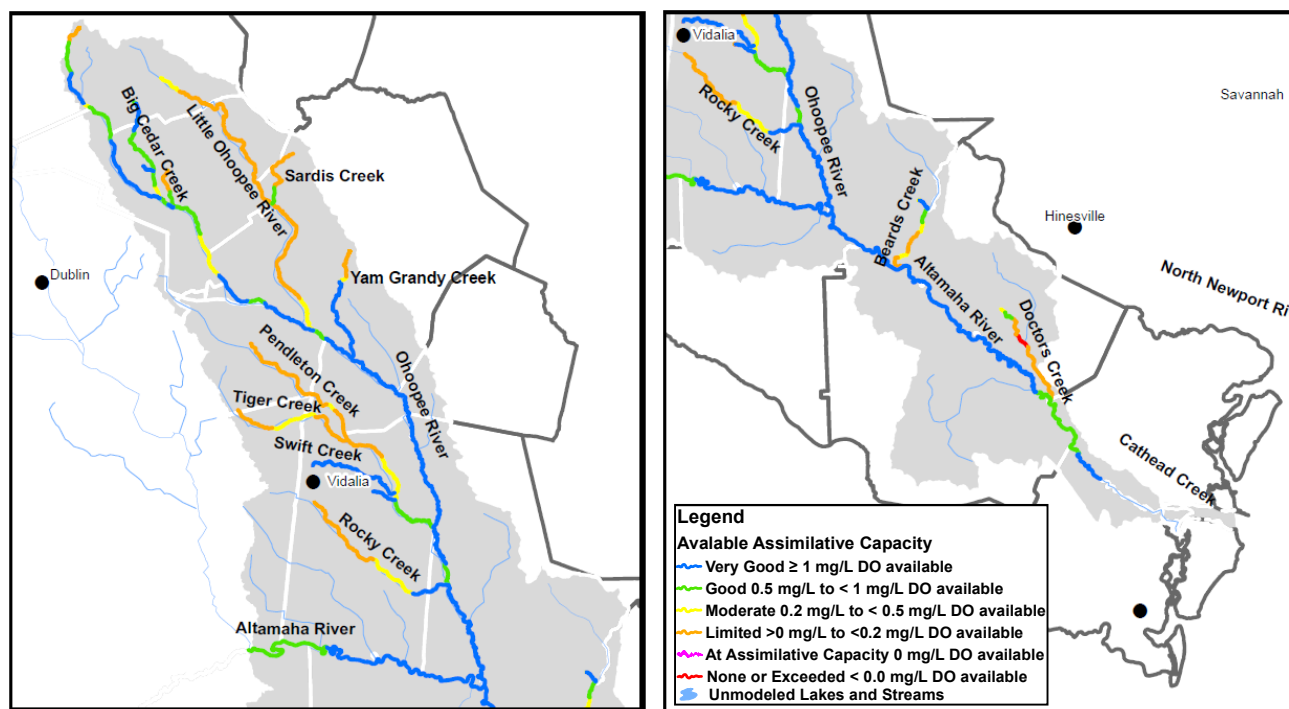 Big Cedar Creek
Little Ohoopee River
Sardis Creek
Dublin
Yam Grandy Creek
Pendleton Creek
Ohoopee River
Tiger Creek
Swift Creek
Vidalia
Rocky Creek
Altamaha River
Vidalia
Savannah
Rocky Creek
Ohoopee River
Beards Creek
Hinesville
North Newport Ri
Altamaha River
Doctors Creek
Cathead Creek
Legend
Avalable Assimilative Capacity
Very Good ≥ 1 mg/L DO available
Good 0.5 mg/L to < 1 mg/L DO available
Moderate 0.2 mg/L to < 0.5 mg/L DO available
Limited >0 mg/L to <0.2 mg/L DO available
At Assimilative Capacity 0 mg/L DO available
None or Exceeded < 0.0 mg/L DO available
Unmodeled Lakes and Streams